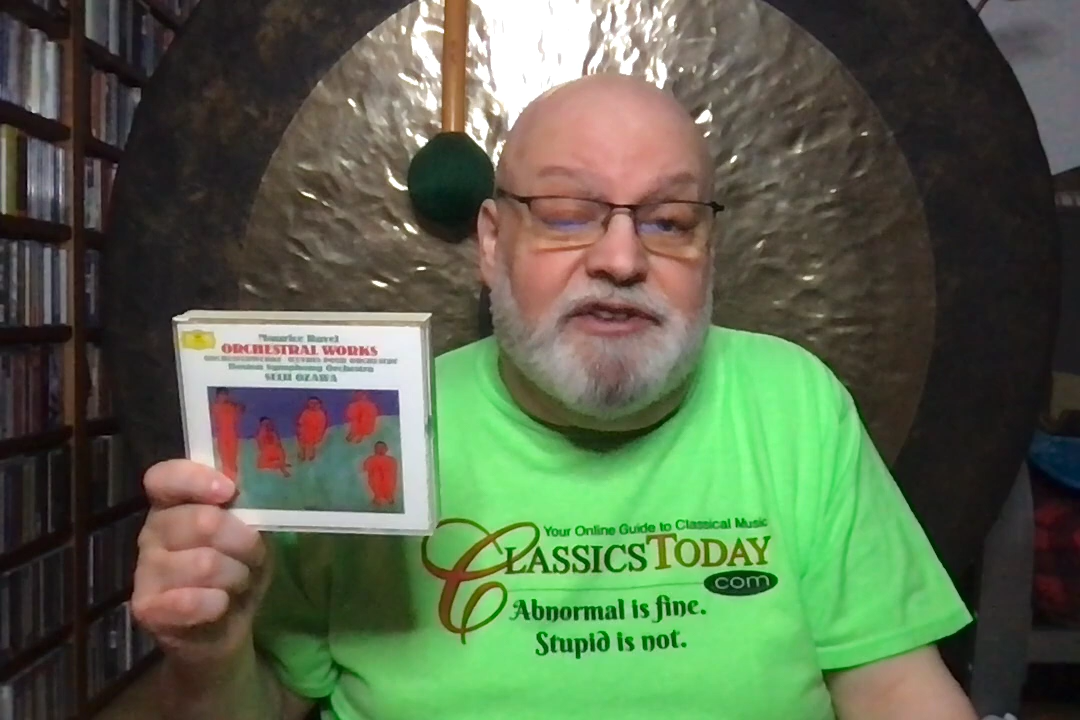 Maurice Ravel
ORCHESTRAL WORKS
Boston Symphony Orchestra
SEIJI OZAWA
Your Online Guide to Classical Music
CLASSICSTODAY
com
Abnormal is fine.
Stupid is not.